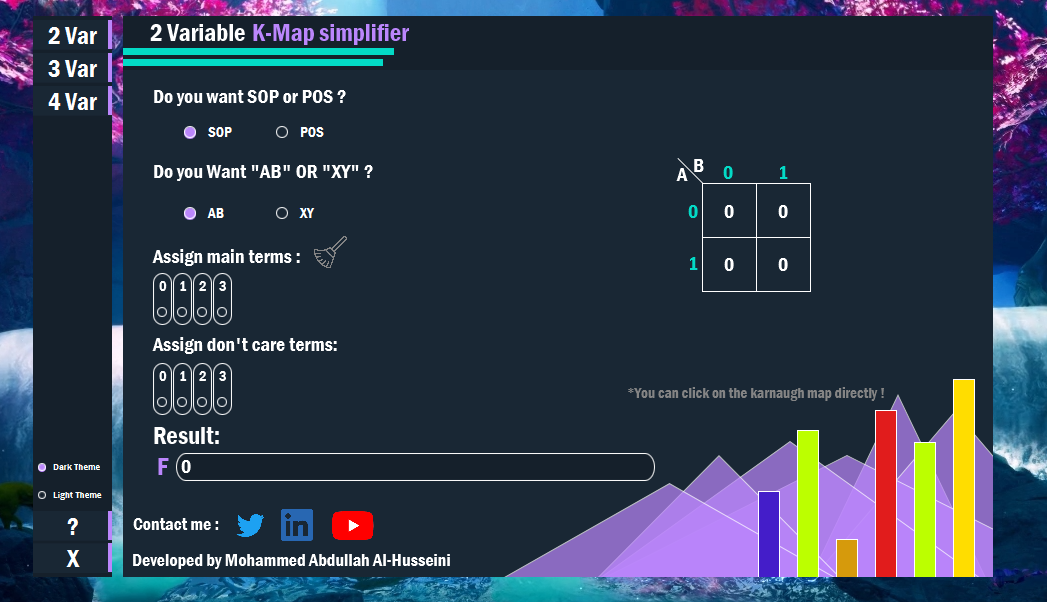 2 Var
3 Var
4 Var
2 Variable K-Map simplifier
Do you want SOP or POS ?
SOP POS
Do you Want "AB" OR "XY" ?
AB XY
Assign main terms :
0 1 2 3
Assign don't care terms:
0 1 2 3
B
A
0 1
0 0 0
1 0 0
*You can click on the karnaugh map directly !
Result:
F 0
Dark Theme
Light Theme
?
X
Contact me : in
Developed by Mohammed Abdullah Al-Husseini